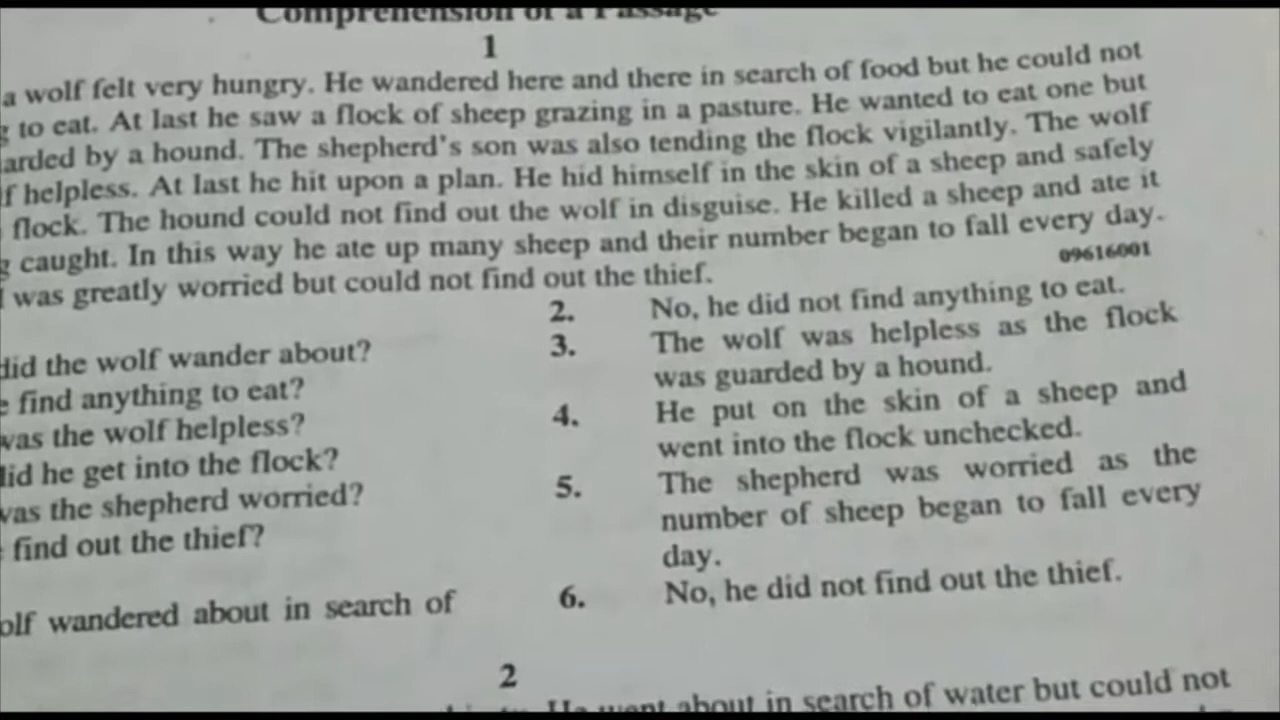 Comprehension of a Passage
1
a wolf felt very hungry. He wandered here and there in search of food but he could not
to eat. At last he saw a flock of sheep grazing in a pasture. He wanted to eat one but
arded by a hound. The shepherd's son was also tending the flock vigilantly. The wolf
f helpless. At last he hit upon a plan. He hid himself in the skin of a sheep and safely
flock. The hound could not find out the wolf in disguise. He killed a sheep and ate it
g caught. In this way he ate up many sheep and their number began to fall every day.
was greatly worried but could not find out the thief.
09616001
did the wolf wander about?
e find anything to eat?
was the wolf helpless?
did he get into the flock?
was the shepherd worried?
find out the thief?
olf wandered about in search of
2. No, he did not find anything to eat.
3. The wolf was helpless as the flock
was guarded by a hound.
4. He put on the skin of a sheep and
went into the flock unchecked.
5. The shepherd was worried as the
number of sheep began to fall every
day.
6. No, he did not find out the thief.
2
He went about in search of water but could not